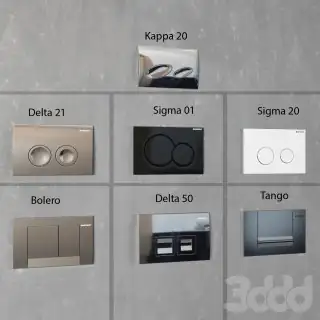 Kappa 20
Delta 21
Sigma 01
Sigma 20
Bolero
Delta 50
Tango
3ddd